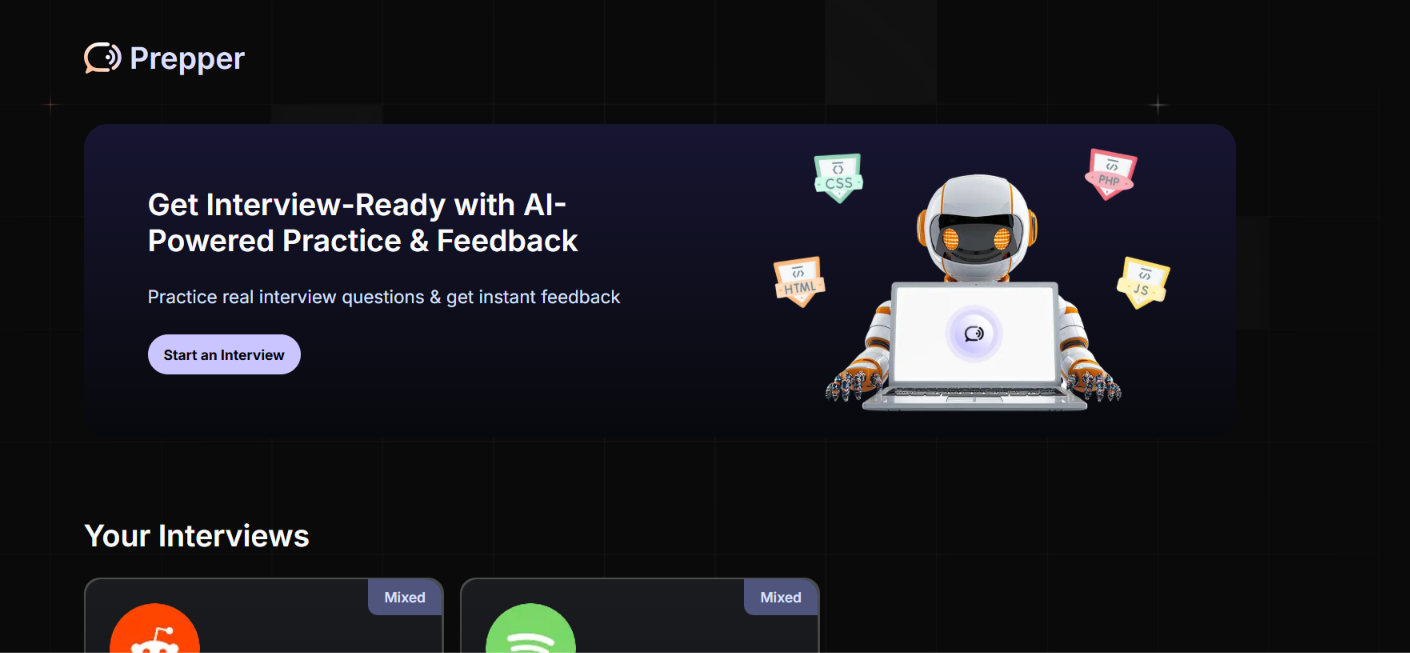 Prepper
Get Interview-Ready with AI-
Powered Practice & Feedback
Practice real interview questions & get instant feedback
Start an Interview
CSS
PHP
HTML
JS
Your Interviews
Mixed
Mixed